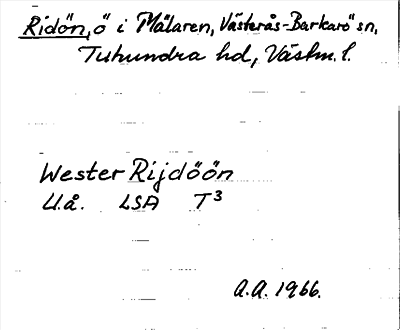 Ridön, ö i Mälaren, Västerås-Barkarö sn,
Tuhundra hd, Västm. l.
Wester Rijdöön
U.å. LSA T3
A.A. 1966.